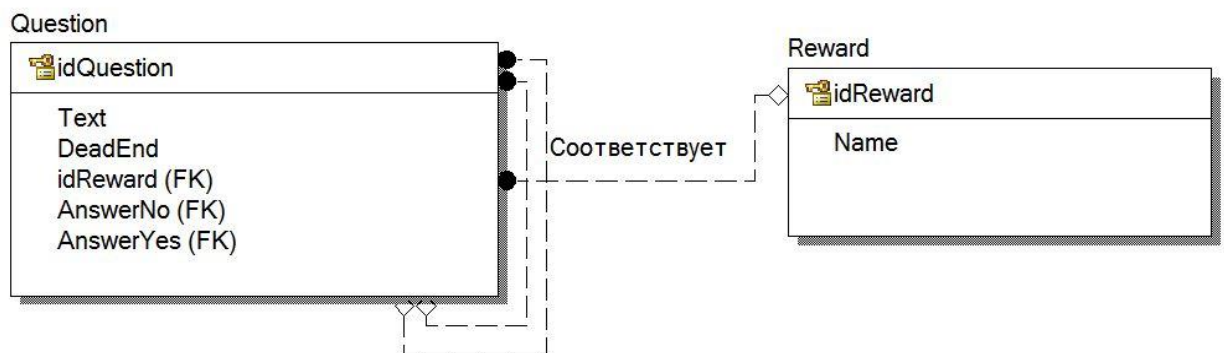 Question
idQuestion
Text
DeadEnd
idReward (FK)
AnswerNo (FK)
AnswerYes (FK)
Соответствует
Reward
idReward
Name